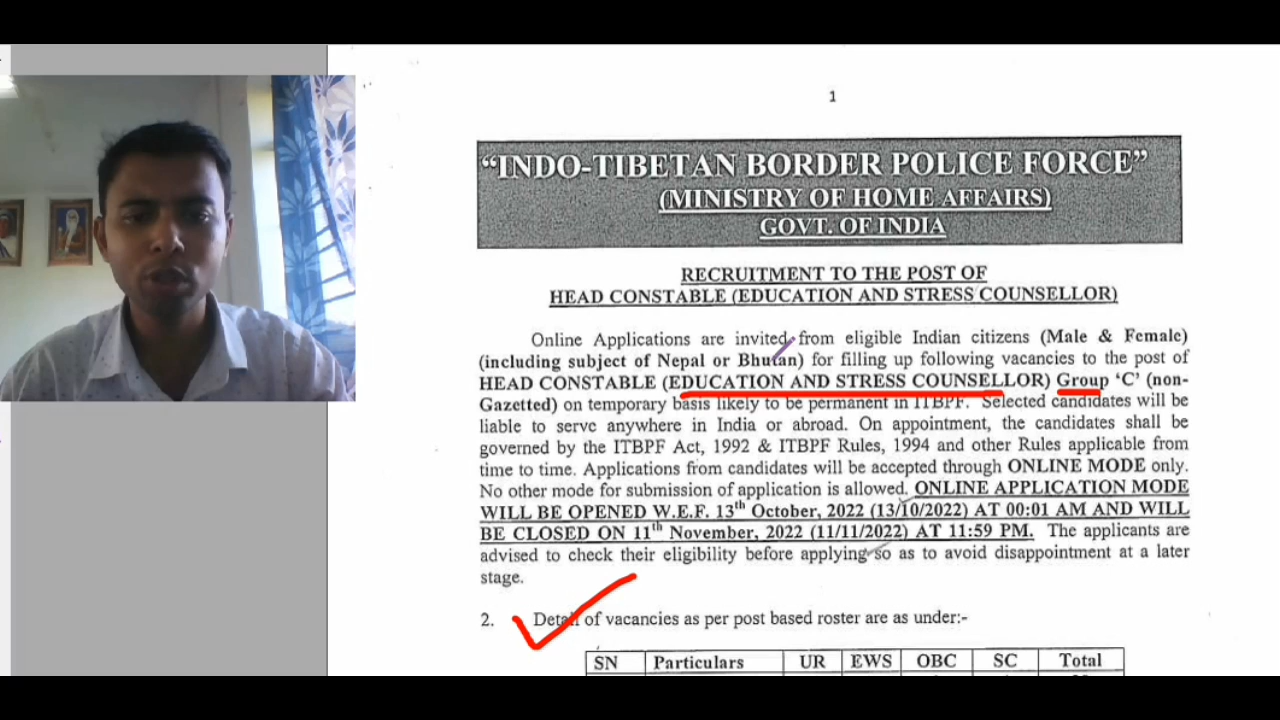 1
“INDO-TIBETAN BORDER POLICE FORCE”
(MINISTRY OF HOME AFFAIRS)
GOVT. OF INDIA
RECRUITMENT TO THE POST OF
HEAD CONSTABLE (EDUCATION AND STRESS COUNSELLOR)
Online Applications are invited from eligible Indian citizens (Male & Female)
(including subject of Nepal or Bhutan) for filling up following vacancies to the post of
HEAD CONSTABLE (EDUCATION AND STRESS COUNSELLOR) Group ‘C’ (non-
Gazetted) on temporary basis likely to be permanent in ITBPF. Selected candidates will be
liable to serve anywhere in India or abroad. On appointment, the candidates shall be
governed by the ITBPF Act, 1992 & ITBPF Rules, 1994 and other Rules applicable from
time to time. Applications from candidates will be accepted through ONLINE MODE only.
No other mode for submission of application is allowed. ONLINE APPLICATION MODE
WILL BE OPENED W.E.F. 13th October, 2022 (13/10/2022) AT 00:01 AM AND WILL
BE CLOSED ON 11th November, 2022 (11/11/2022) AT 11:59 PM. The applicants are
advised to check their eligibility before applying so as to avoid disappointment at a later
stage.
2. Detail of vacancies as per post based roster are as under:-
SN Particulars UR EWS OBC SC Total